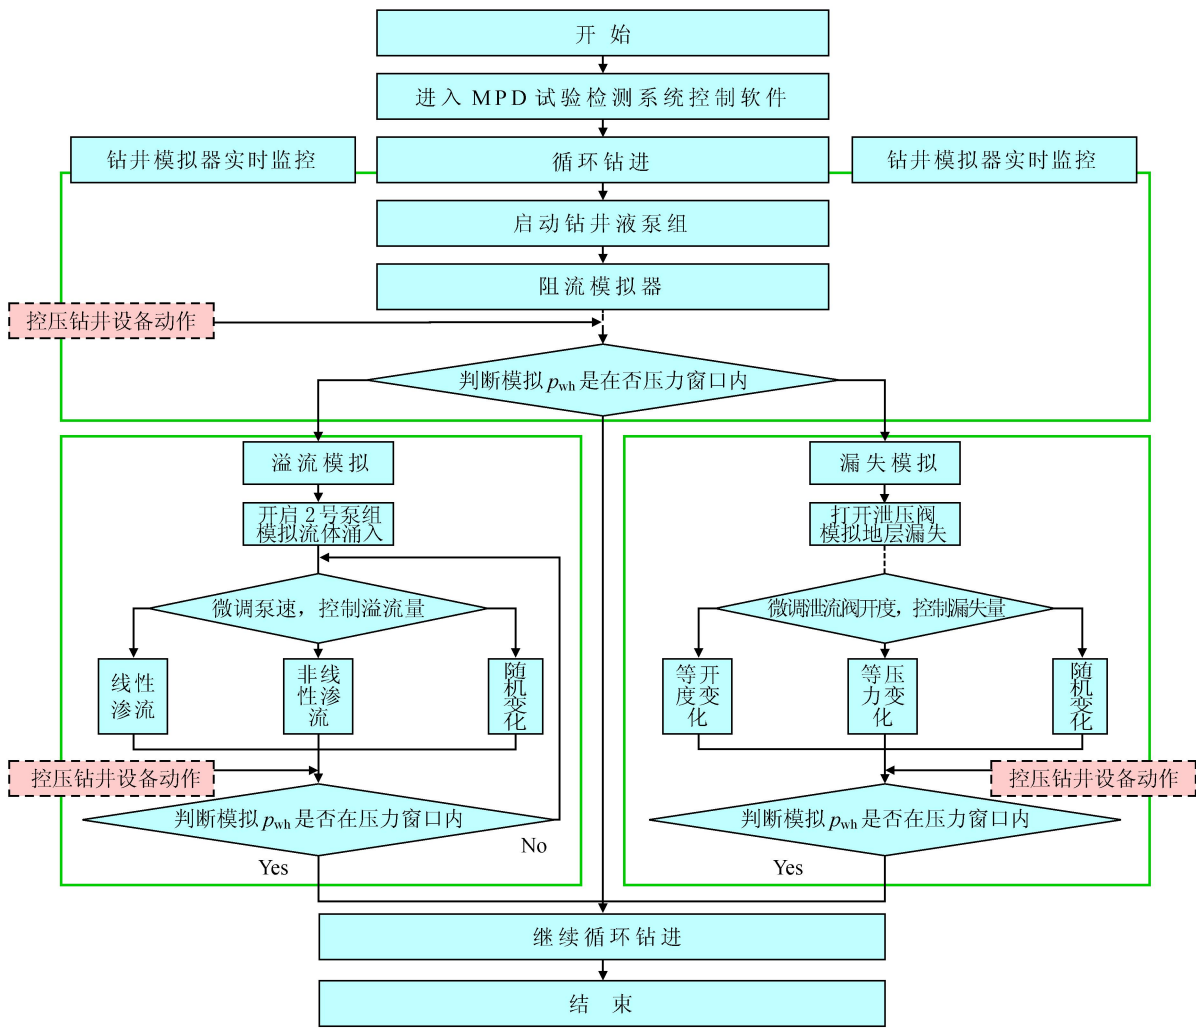 开 始
进入 MPD 试验检测系统控制软件
钻井模拟器实时监控
循环钻进
钻井模拟器实时监控
启动钻井液泵组
阻流模拟器
控压钻井设备动作
判断模拟 pwh 是在否压力窗口内
溢流模拟
开启 2 号泵组
模拟流体涌入
微调泵速，控制溢流量
线性
渗流
非线
性渗
流
随
机
变
化
控压钻井设备动作
判断模拟 pwh 是否在压力窗口内
No
Yes
漏失模拟
打开泄压阀
模拟地层漏失
微调泄流阀开度，控制漏失量
等开
度变
化
等压
力变
化
随
机
变
化
控压钻井设备动作
判断模拟 pwh 是否在压力窗口内
Yes
继续循环钻进
结 束